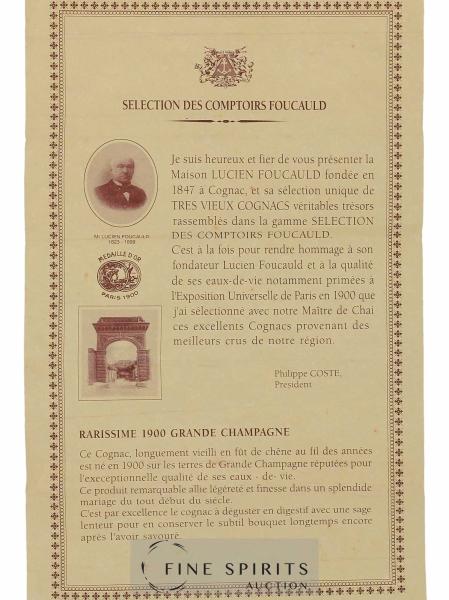 SELECTION DES COMPTOIRS FOUCAULD
Je suis heureux et fier de vous présenter la
Maison LUCIEN FOUCAULD fondée en
1847 à Cognac, et sa sélection unique de
TRES VIEUX COGNACS véritables trésors
rassemblés dans la gamme SELECTION
DES COMPTOIRS FOUCAULD.
C'est à la fois pour rendre hommage à son
fondateur Lucien Foucauld et à la qualité
de ses eaux-de-vie notamment primées à
l'Exposition Universelle de Paris en 1900 que
j'ai sélectionné avec notre Maître de Chai
ces excellents Cognacs provenant des
meilleurs crus de notre région.
Mr LUCIEN FOUCAULD
MEDAILLE D'OR
PARIS 1900
Philippe COSTE,
President
RARISSIME 1900 GRANDE CHAMPAGNE
Ce Cognac, longuement vieilli en fût de chêne au fil des années
est né en 1900 sur les terres de Grande Champagne réputées pour
l'exceptionnelle qualité de ses eaux - de- vie.
Ce produit remarquable allie légéreté et finesse dans un splendide
mariage du tout début du siècle.
C'est par excellence le cognac à déguster en digestif avec une sage
lenteur pour en conserver le subtil bouquet longtemps encore
après l'avoir savouré.
FINE SPIRITS
AUCTION